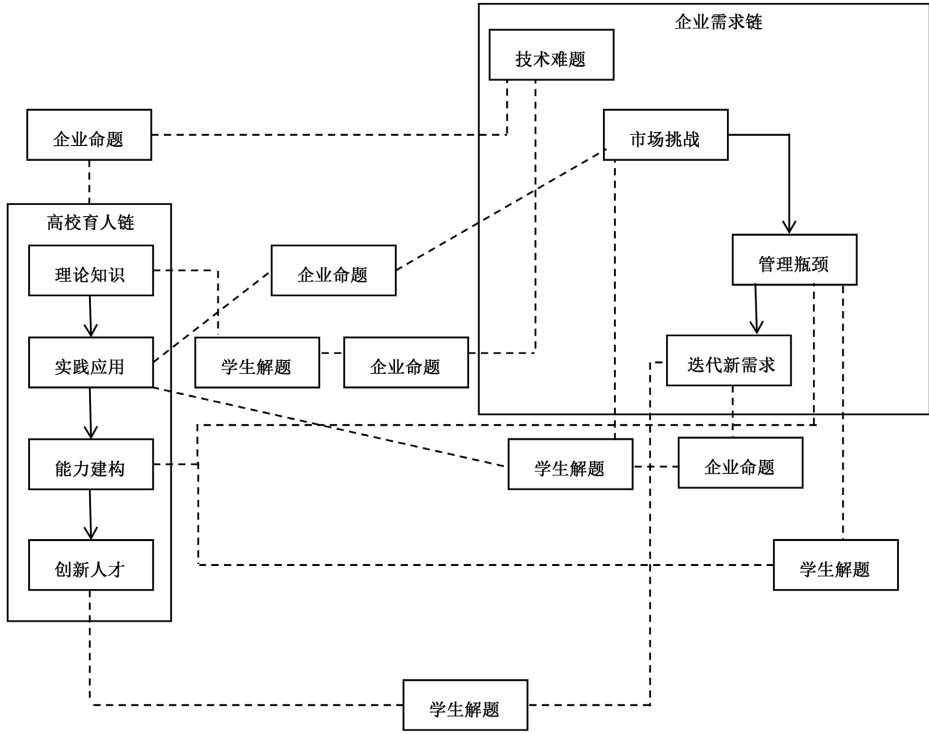 企业需求链
技术难题
企业命题
市场挑战
高校育人链
理论知识
企业命题
管理瓶颈
实践应用
学生解题
企业命题
迭代新需求
能力建构
学生解题
企业命题
创新人才
学生解题
学生解题